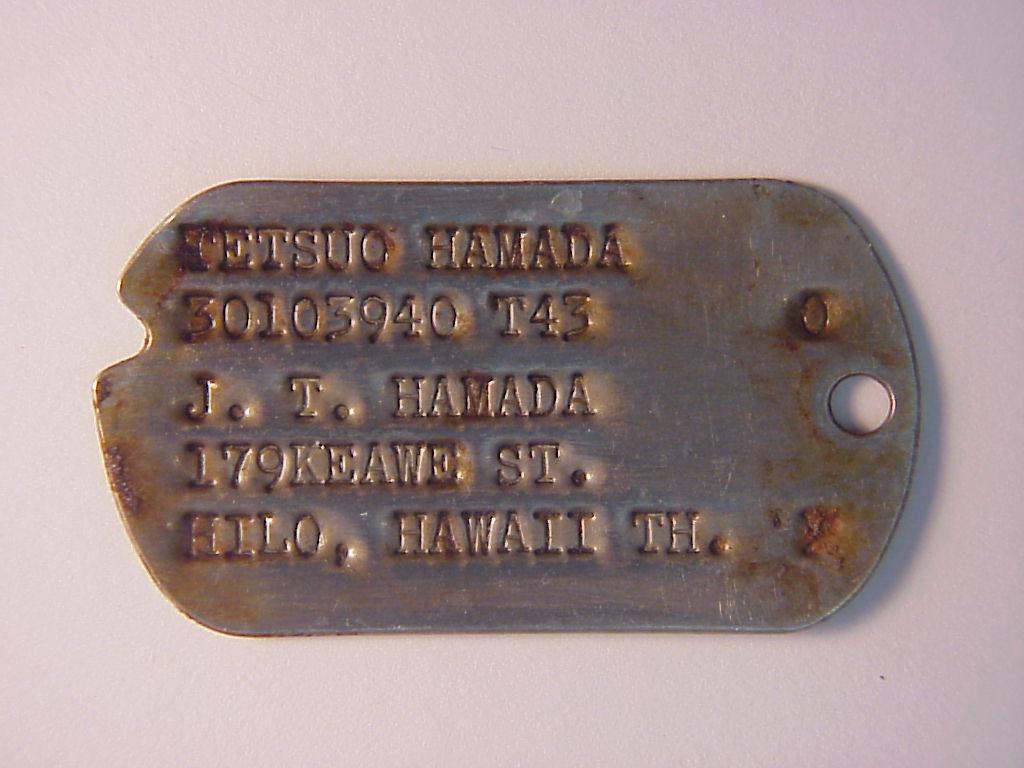 TETSUO HAMADA
30103940 T43 O
J. T. HAMADA
179KEAWE ST.
HILO, HAWAII TH.